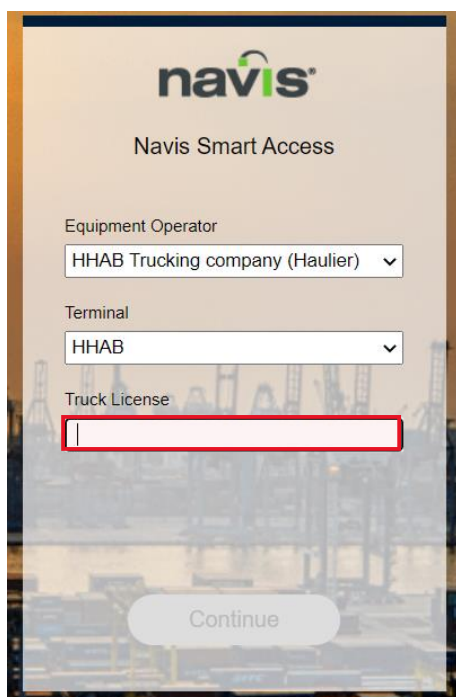 navis
Navis Smart Access
Equipment Operator
HHAB Trucking company (Haulier)
Terminal
HHAB
Truck License
Continue